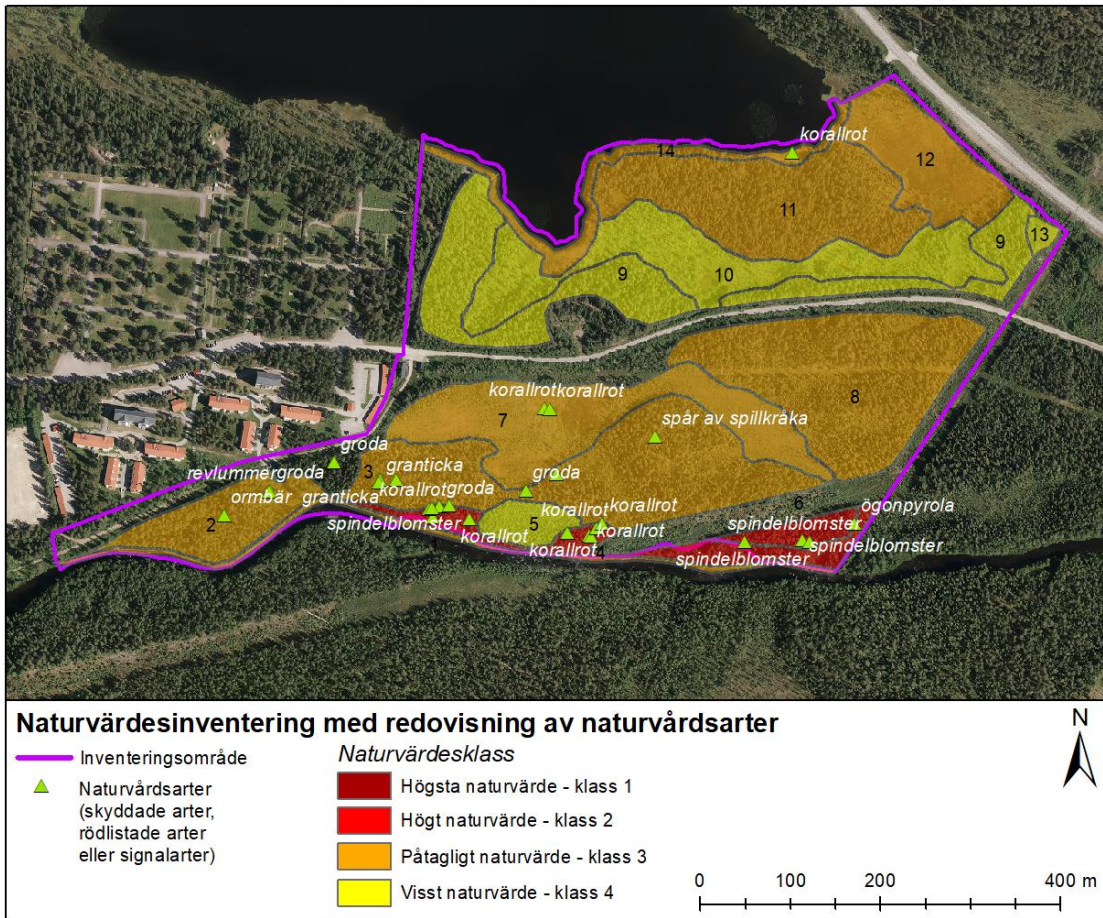 korallrot
14
12
11
9
13
9
10
korallrotkorallrot
8
7
spår av spillkråka
groda
revlummergroda
3
granticka
groda
ormbär
granticka
korallrotgroda
korallrot
korallrot
6
ögonpyrola
2
spindelblomster
5
korallrot
spindelblomster
korallrot
korallrot
4
spindelblomster
spindelblomster
Naturvärdesinventering med redovisning av naturvårdsarter
N
Inventeringsområde
Naturvärdesklass
Naturvårdsarter
(skyddade arter,
rödlistade arter
eller signalarter)
Högsta naturvärde - klass 1
Högt naturvärde - klass 2
Påtagligt naturvärde - klass 3
Visst naturvärde - klass 4
0 100 200 400 m